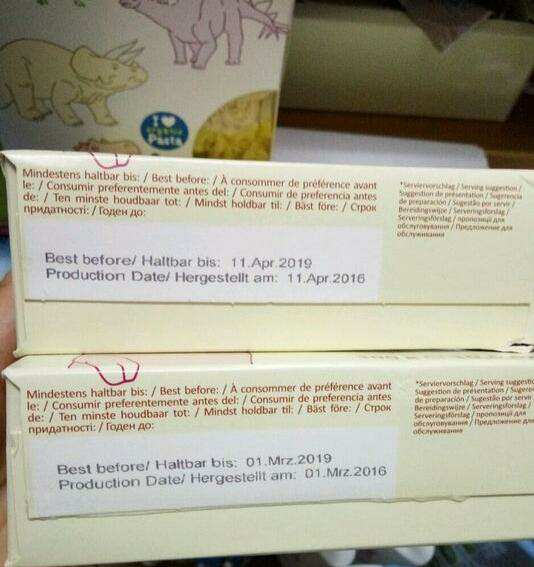 I
organic
Pasta
Mindestens haltbar bis: / Best before: / À consommer de préférence avant
le: / Consumir preferentemente antes del: / Consumir de preferencia antes
de: / Ten minste houdbaar tot: / Mindst holdbar til: / Bäst före: / Срок
придатності: / Годен до:
*Serviervorschlag / Serving suggestion /
Suggestion de présentation / Sugerencia
de preparación / Sugestão por servir /
Bereidingswijze / Serveringsforslag /
Serveringsförslag / пропозиції для
обслуговування / Предложение для
обслуживания
Best before/ Haltbar bis: 11.Apr.2019
Production Date/ Hergestellt am: 11.Apr.2016
Mindestens haltbar bis: / Best before: / À consommer de préférence avant
le: / Consumir preferentemente antes del: / Consumir de preferencia antes
de: / Ten minste houdbaar tot: / Mindst holdbar til: / Bäst före: / Срок
придатності: / Годен до:
*Serviervorschlag / Serving suggestio
Suggestion de présentation / Sugere
de preparación / Sugestão por servir
Bereidingswijze / Serveringsforslag /
Serveringsförslag / пропозиції для
обслуговування / Предложение для
обслуживания
Best before/ Haltbar bis: 01.Mrz.2019
Production Date/ Hergestellt am: 01.Mrz.2016